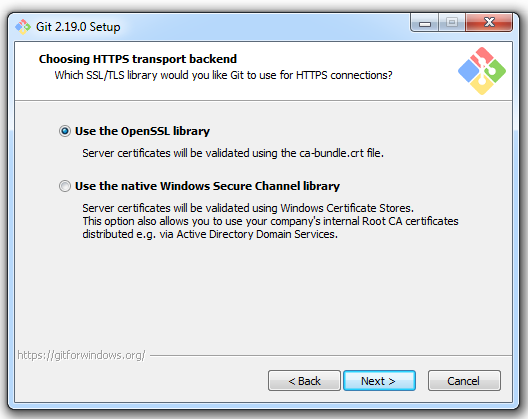 Git 2.19.0 Setup
Choosing HTTPS transport backend
Which SSL/TLS library would you like Git to use for HTTPS connections?
Use the OpenSSL library
Server certificates will be validated using the ca-bundle.crt file.
Use the native Windows Secure Channel library
Server certificates will be validated using Windows Certificate Stores.
This option also allows you to use your company's internal Root CA certificates
distributed e.g. via Active Directory Domain Services.
https://gitforwindows.org/
< Back
Next >
Cancel